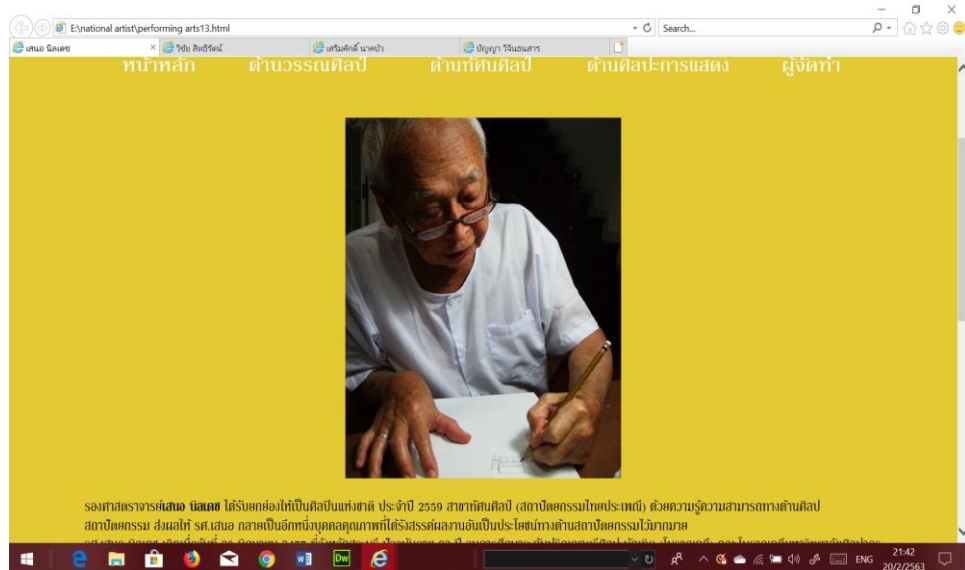 E:\national artist\performing arts13.html
Search...
เสนอ นิลเดช
วิชัย สิทธิรัตน์
เสริมศักดิ์ นาคบัว
ปัญญา วิจินธนสาร
หน้าหลัก ด้านวรรณศิลป์ ด้านทัศนศิลป์ ด้านศิลปะการแสดง ผู้จัดทำ
รองศาสตราจารย์เสนอ นิลเดช ได้รับยกย่องให้เป็นศิลปินแห่งชาติ ประจำปี 2559 สาขาทัศนศิลป์ (สถาปัตยกรรมไทยประเพณี) ด้วยความรู้ความสามารถทางด้านศิลป
สถาปัตยกรรม ส่งผลให้ รศ.เสนอ กลายเป็นอีกหนึ่งบุคคลคุณภาพที่ได้รังสรรค์ผลงานอันเป็นประโยชน์ทางด้านสถาปัตยกรรมไว้มากมาย
Dw
ENG
21:42
20/2/2563